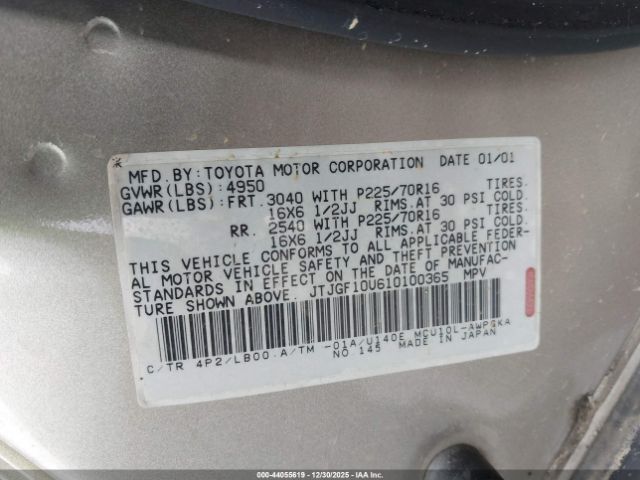 MFD. BY: TOYOTA MOTOR CORPORATION DATE 01/01
GVWR(LBS): 4950
GAWR(LBS): FRT. 3040 WITH P225/70R16 TIRES.
16X6 1/2JJ RIMS. AT 30 PSI COLD.
RR. 2540 WITH P225/70R16 TIRES.
16X6 1/2JJ RIMS. AT 30 PSI COLD.
THIS VEHICLE CONFORMS TO ALL APPLICABLE FEDER-
AL MOTOR VEHICLE SAFETY AND THEFT PREVENTION
STANDARDS IN EFFECT ON THE DATE OF MANUFAC-
TURE SHOWN ABOVE. JTJGF10U610100365 MPV
C/TR 4P2/LB00. A/TM -01A/U140E MCU10L-AWPGKA
NO 145 MADE IN JAPAN
000-44055619 - 12/30/2025 - IAAI.COM